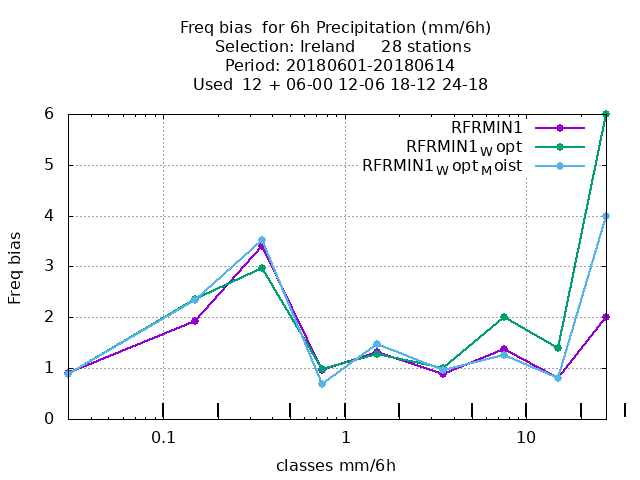 Freq bias  for 6h Precipitation (mm/6h)
Selection: Ireland     28 stations
Period: 20180601-20180614
Used  12 + 06-00 12-06 18-12 24-18
RFRMIN1
RFRMIN1_W opt
RFRMIN1_W opt_M oist
6
5
4
3
2
1
0
Freq bias
0.1 1 10
classes mm/6h